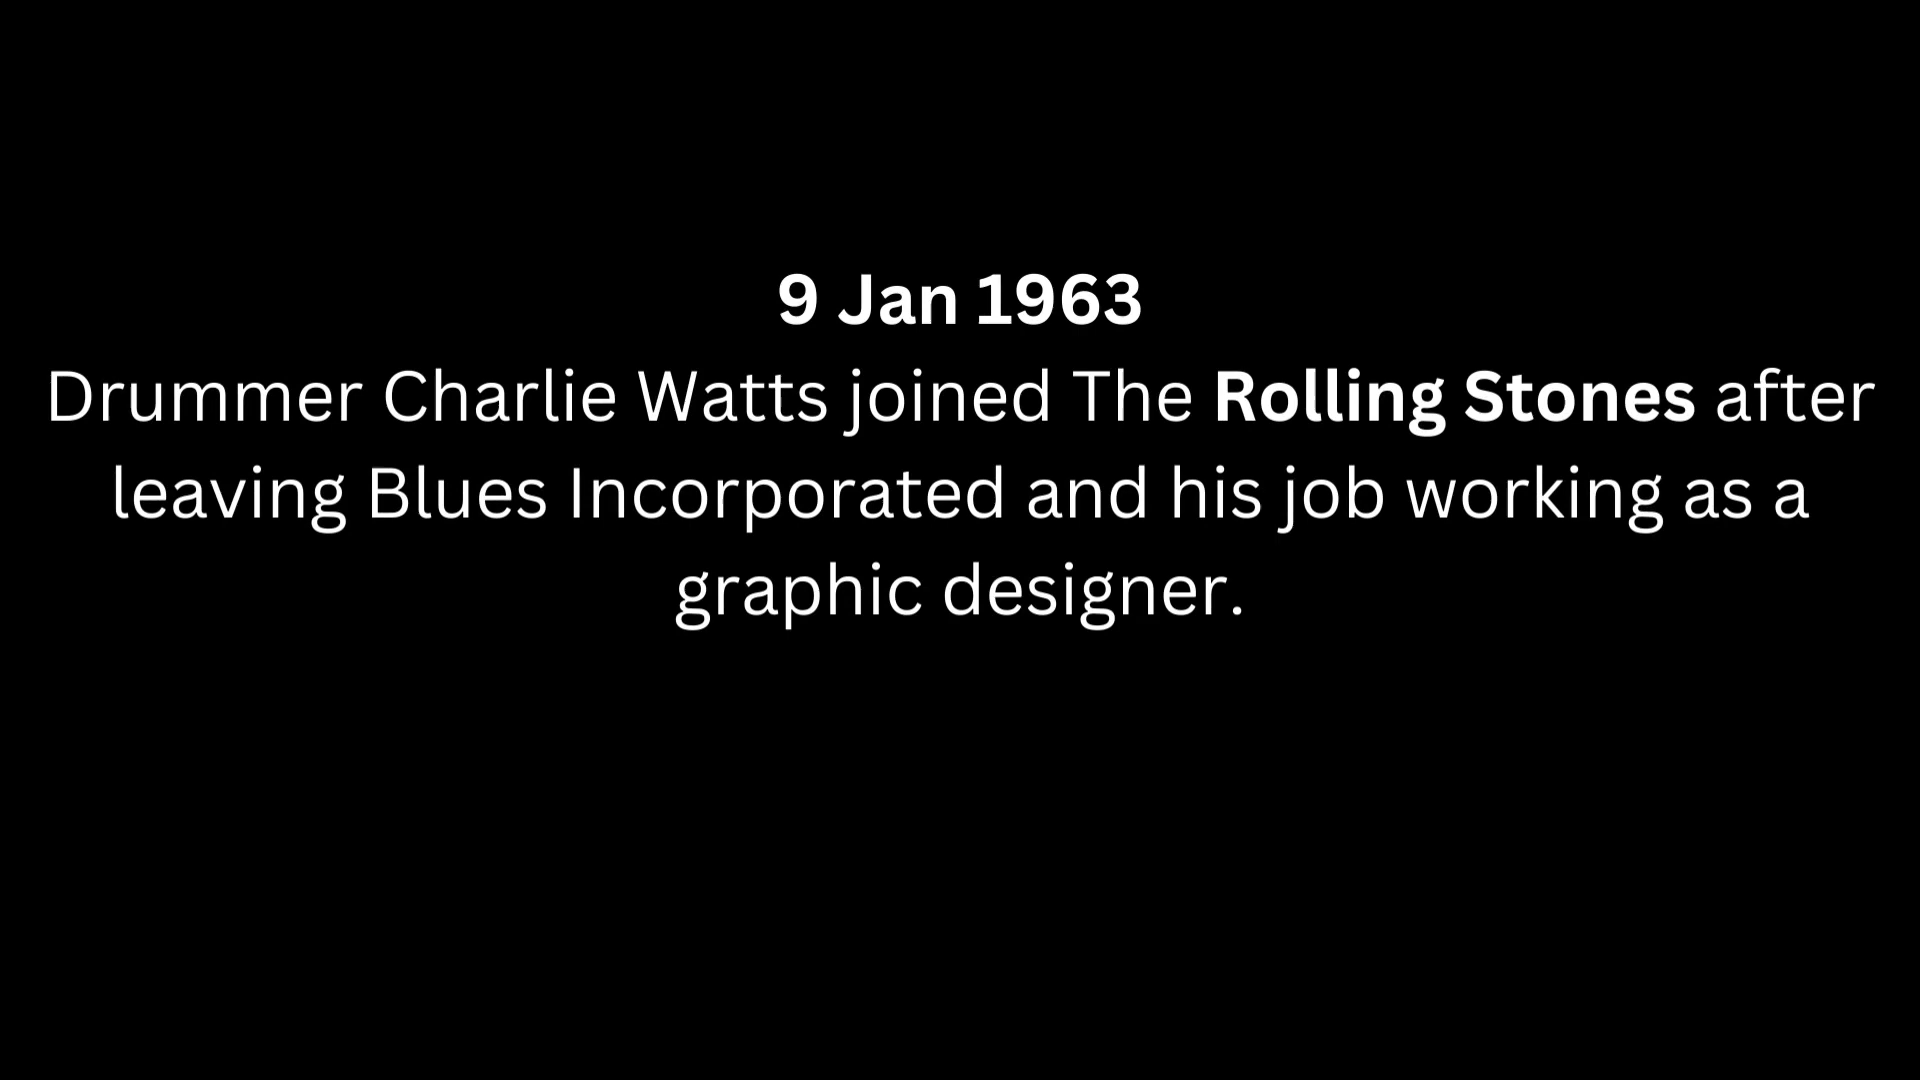 9 Jan 1963
Drummer Charlie Watts joined The Rolling Stones after
leaving Blues Incorporated and his job working as a
graphic designer.